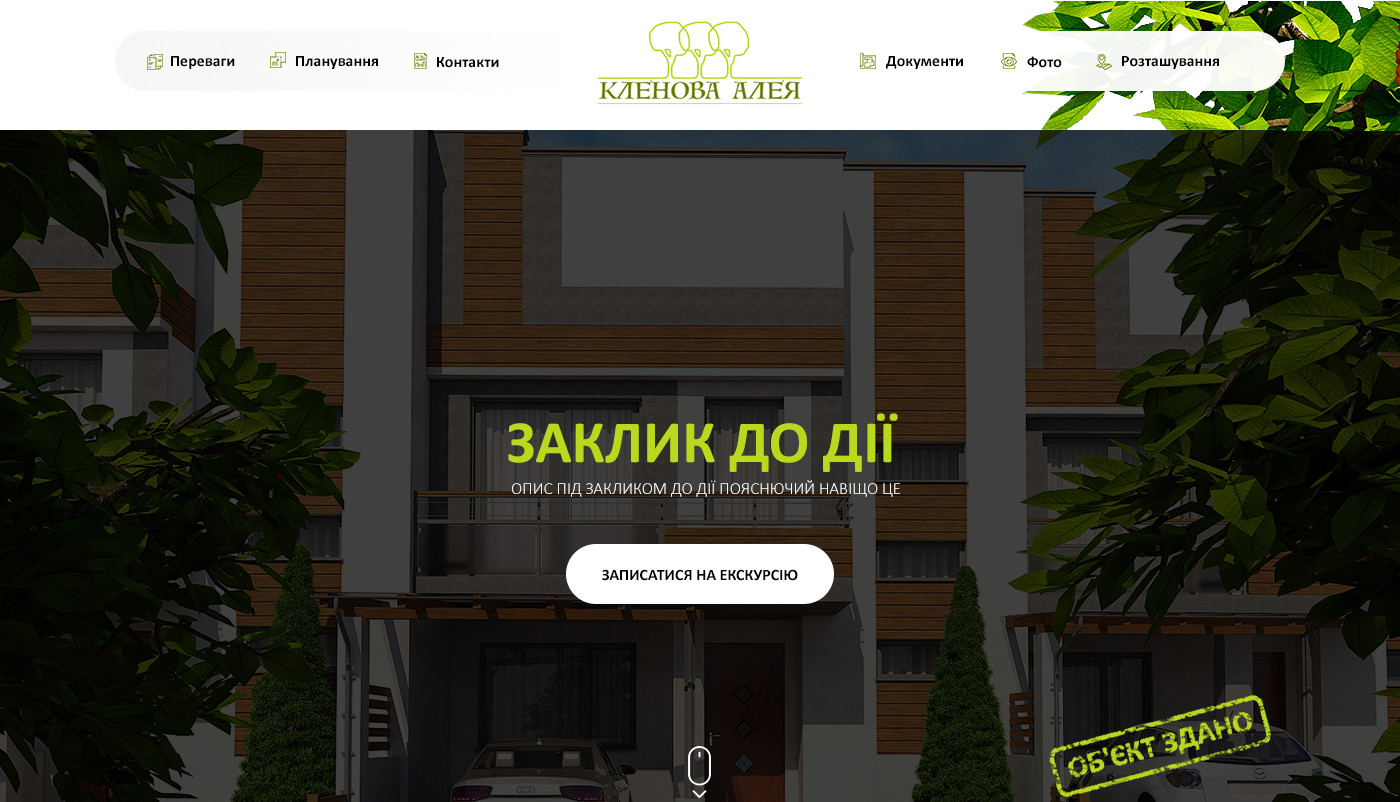 Переваги
Планування
Контакти
КЛЕНОВА АЛЕЯ
Документи
Фото
Розташування
ЗАКЛИК ДО ДІЇ
ОПИС ПІД ЗАКЛИКОМ ДО ДІЇ ПОЯСНЮЧИЙ НАВІЩО ЦЕ
ЗАПИСАТИСЯ НА ЕКСКУРСІЮ
ОБ'ЄКТ ЗДАНО